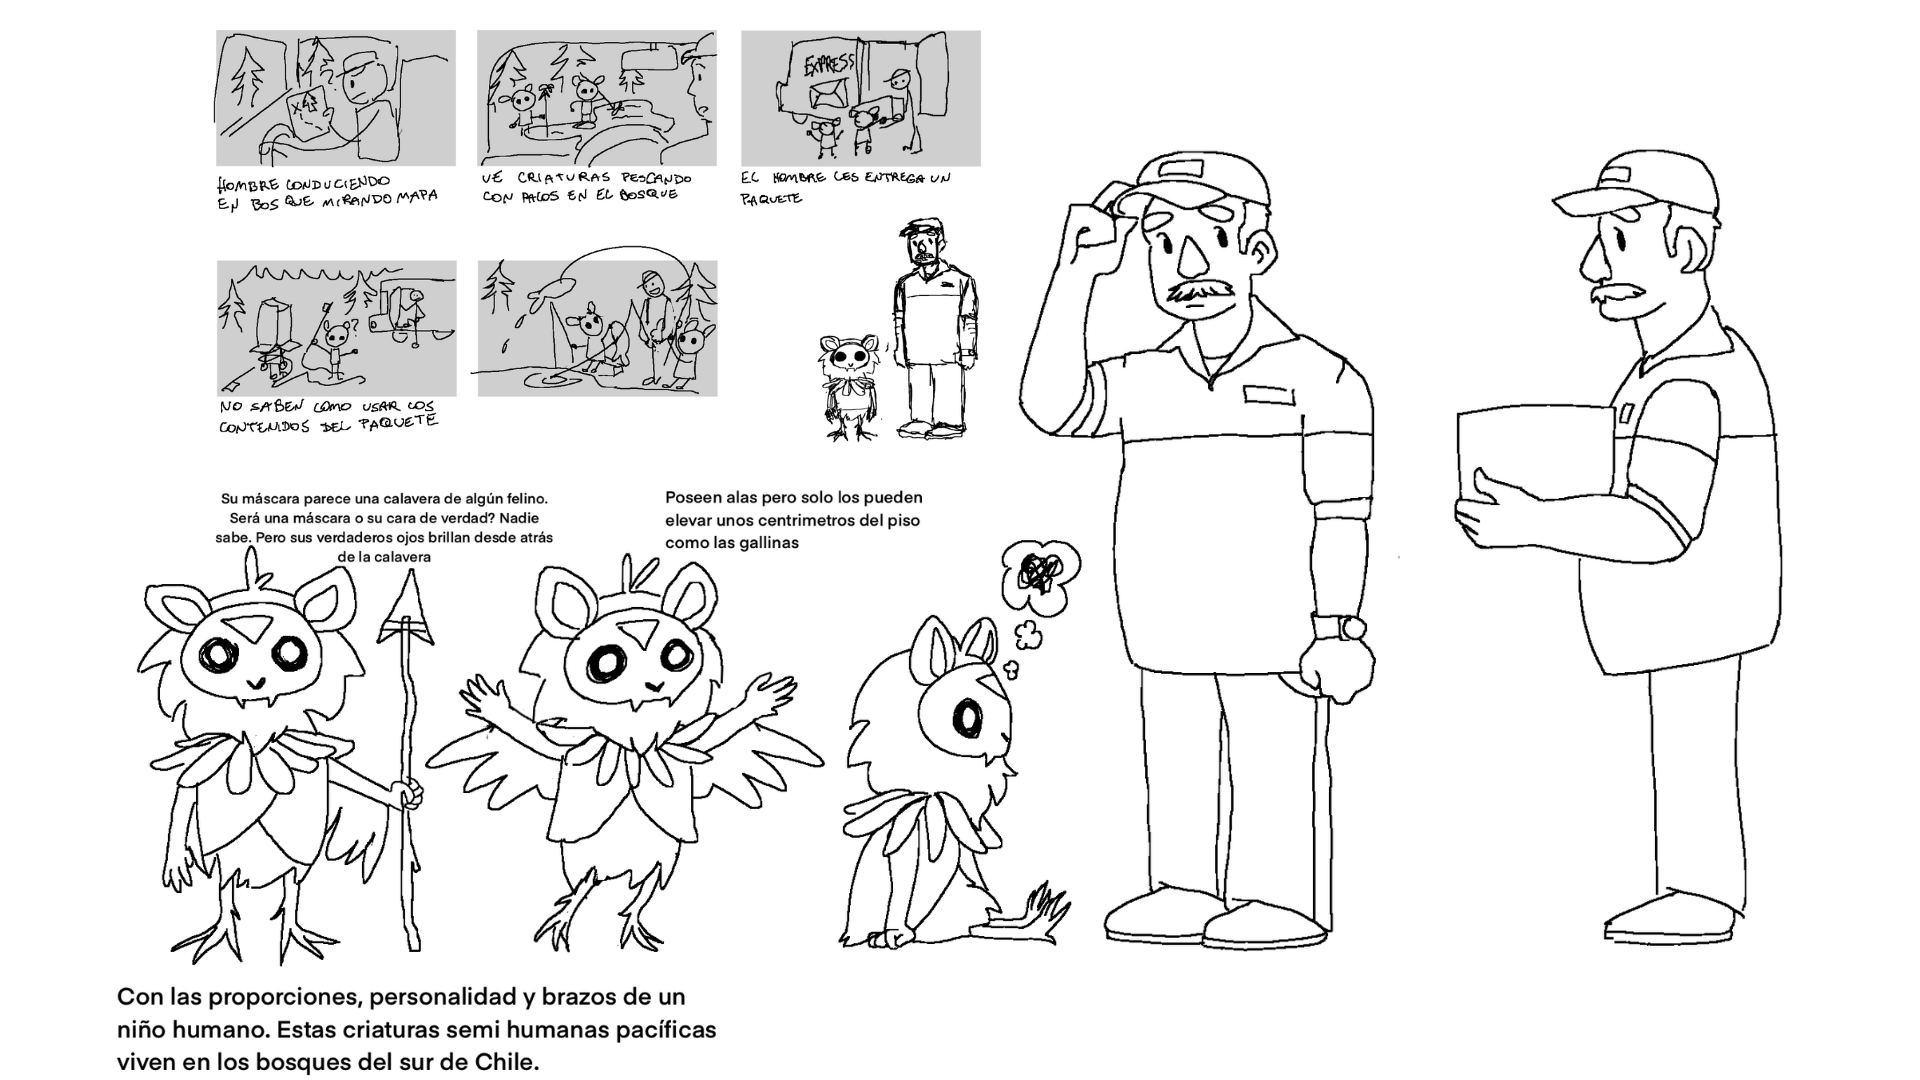 EXPRESS
HOMBRE CONDUCIENDO
EN BOSQUE MIRANDO MAPA
VE CRIATURAS PESCANDO
CON PALOS EN EL BOSQUE
EL HOMBRE LES ENTREGA UN
PAQUETE
?
NO SABEN COMO USAR LOS
CONTENIDOS DEL PAQUETE
Su máscara parece una calavera de algún felino.
Será una máscara o su cara de verdad? Nadie
sabe. Pero sus verdaderos ojos brillan desde atrás
de la calavera
Poseen alas pero solo los pueden
elevar unos centrimetros del piso
como las gallinas
Con las proporciones, personalidad y brazos de un
niño humano. Estas criaturas semi humanas pacíficas
viven en los bosques del sur de Chile.